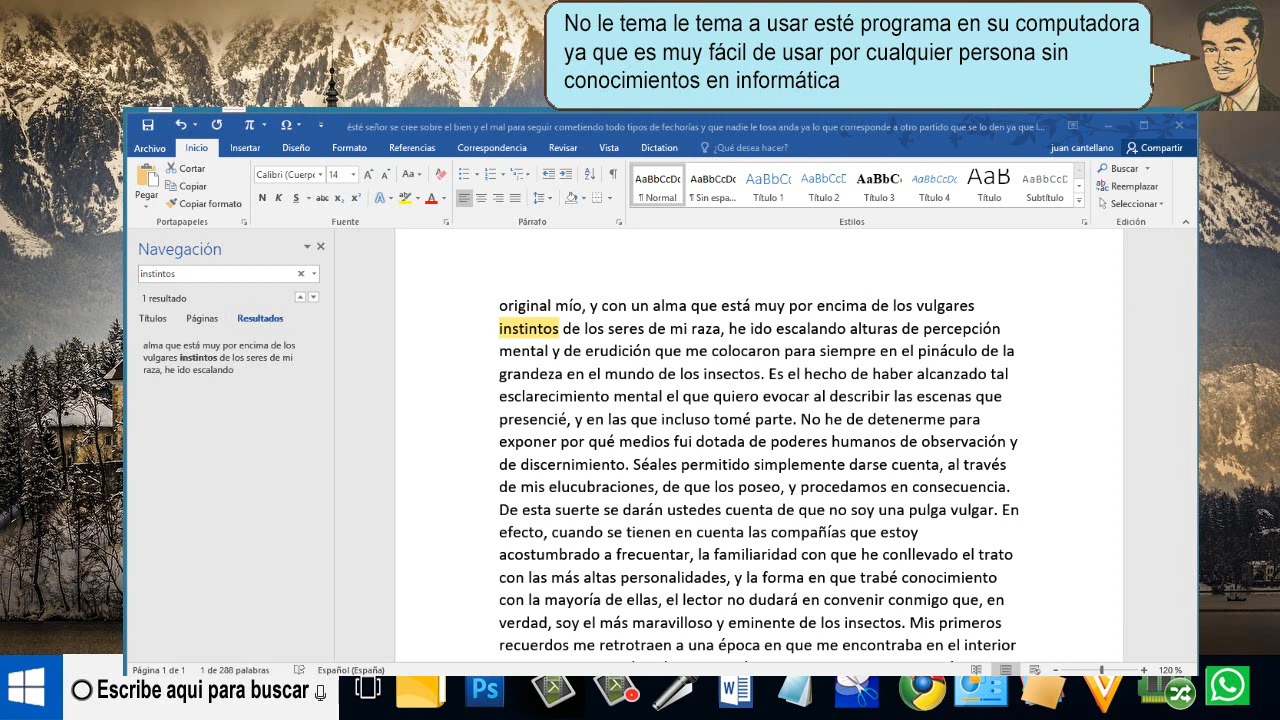 No le tema le tema a usar esté programa en su computadora
ya que es muy fácil de usar por cualquier persona sin
conocimientos en informática
ésté señor se cree sobre el bien y el mal para seguir cometiendo todo tipos de fechorías y que nadie le tosa anda ya lo que corresponde a otro partido que se lo den ya que l...
Archivo Inicio Insertar Diseño Formato Referencias Correspondencia Revisar Vista Dictation ¿Qué desea hacer? juan cantellano Compartir
Pegar
Cortar
Copiar
Copiar formato
Portapapeles
Calibri (Cuerpo 14
Aa
N K S abc x₂ x²
Fuente
Párrafo
AaBbCcDc AaBbCcDc AaBbCc AaBbCcD AaBbC AaBbCcD AaB AaBbCcD
¶ Normal ¶ Sin espa... Título 1 Título 2 Título 3 Título 4 Título Subtítulo
Estilos
Buscar
Reemplazar
Seleccionar
Edición
Navegación
instintos
1 resultado
Títulos Páginas Resultados
alma que está muy por encima de los
vulgares instintos de los seres de mi
raza, he ido escalando
original mío, y con un alma que está muy por encima de los vulgares
instintos de los seres de mi raza, he ido escalando alturas de percepción
mental y de erudición que me colocaron para siempre en el pináculo de la
grandeza en el mundo de los insectos. Es el hecho de haber alcanzado tal
esclarecimiento mental el que quiero evocar al describir las escenas que
presencié, y en las que incluso tomé parte. No he de detenerme para
exponer por qué medios fui dotada de poderes humanos de observación y
de discernimiento. Séales permitido simplemente darse cuenta, al través
de mis elucubraciones, de que los poseo, y procedamos en consecuencia.
De esta suerte se darán ustedes cuenta de que no soy una pulga vulgar. En
efecto, cuando se tienen en cuenta las compañías que estoy
acostumbrado a frecuentar, la familiaridad con que he conllevado el trato
con las más altas personalidades, y la forma en que trabé conocimiento
con la mayoría de ellas, el lector no dudará en convenir conmigo que, en
verdad, soy el más maravilloso y eminente de los insectos. Mis primeros
recuerdos me retrotraen a una época en que me encontraba en el interior
Página 1 de 1 1 de 288 palabras Español (España) 120 %
Escribe aqui para buscar
Ps
W